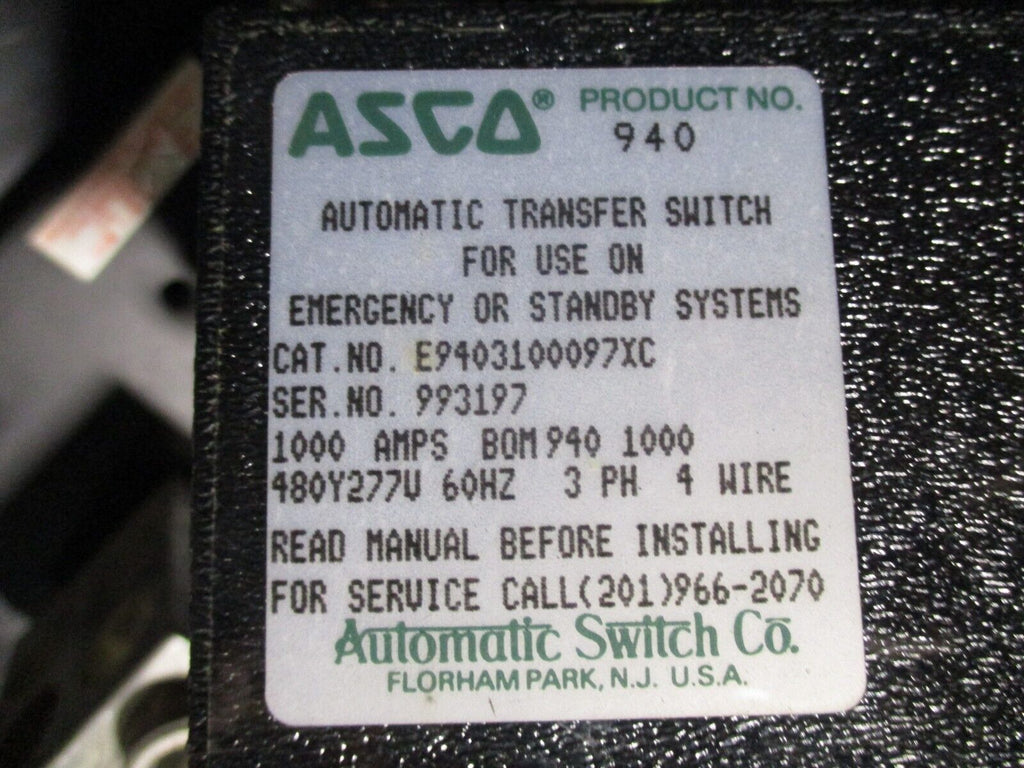 ASCO® PRODUCT NO.
940
AUTOMATIC TRANSFER SWITCH
FOR USE ON
EMERGENCY OR STANDBY SYSTEMS
CAT.NO. E9403100097XC
SER.NO. 993197
1000 AMPS BOM 940 1000
480Y277V 60HZ 3 PH 4 WIRE
READ MANUAL BEFORE INSTALLING
FOR SERVICE CALL(201)966-2070
Automatic Switch Co.
FLORHAM PARK, N.J. U.S.A.